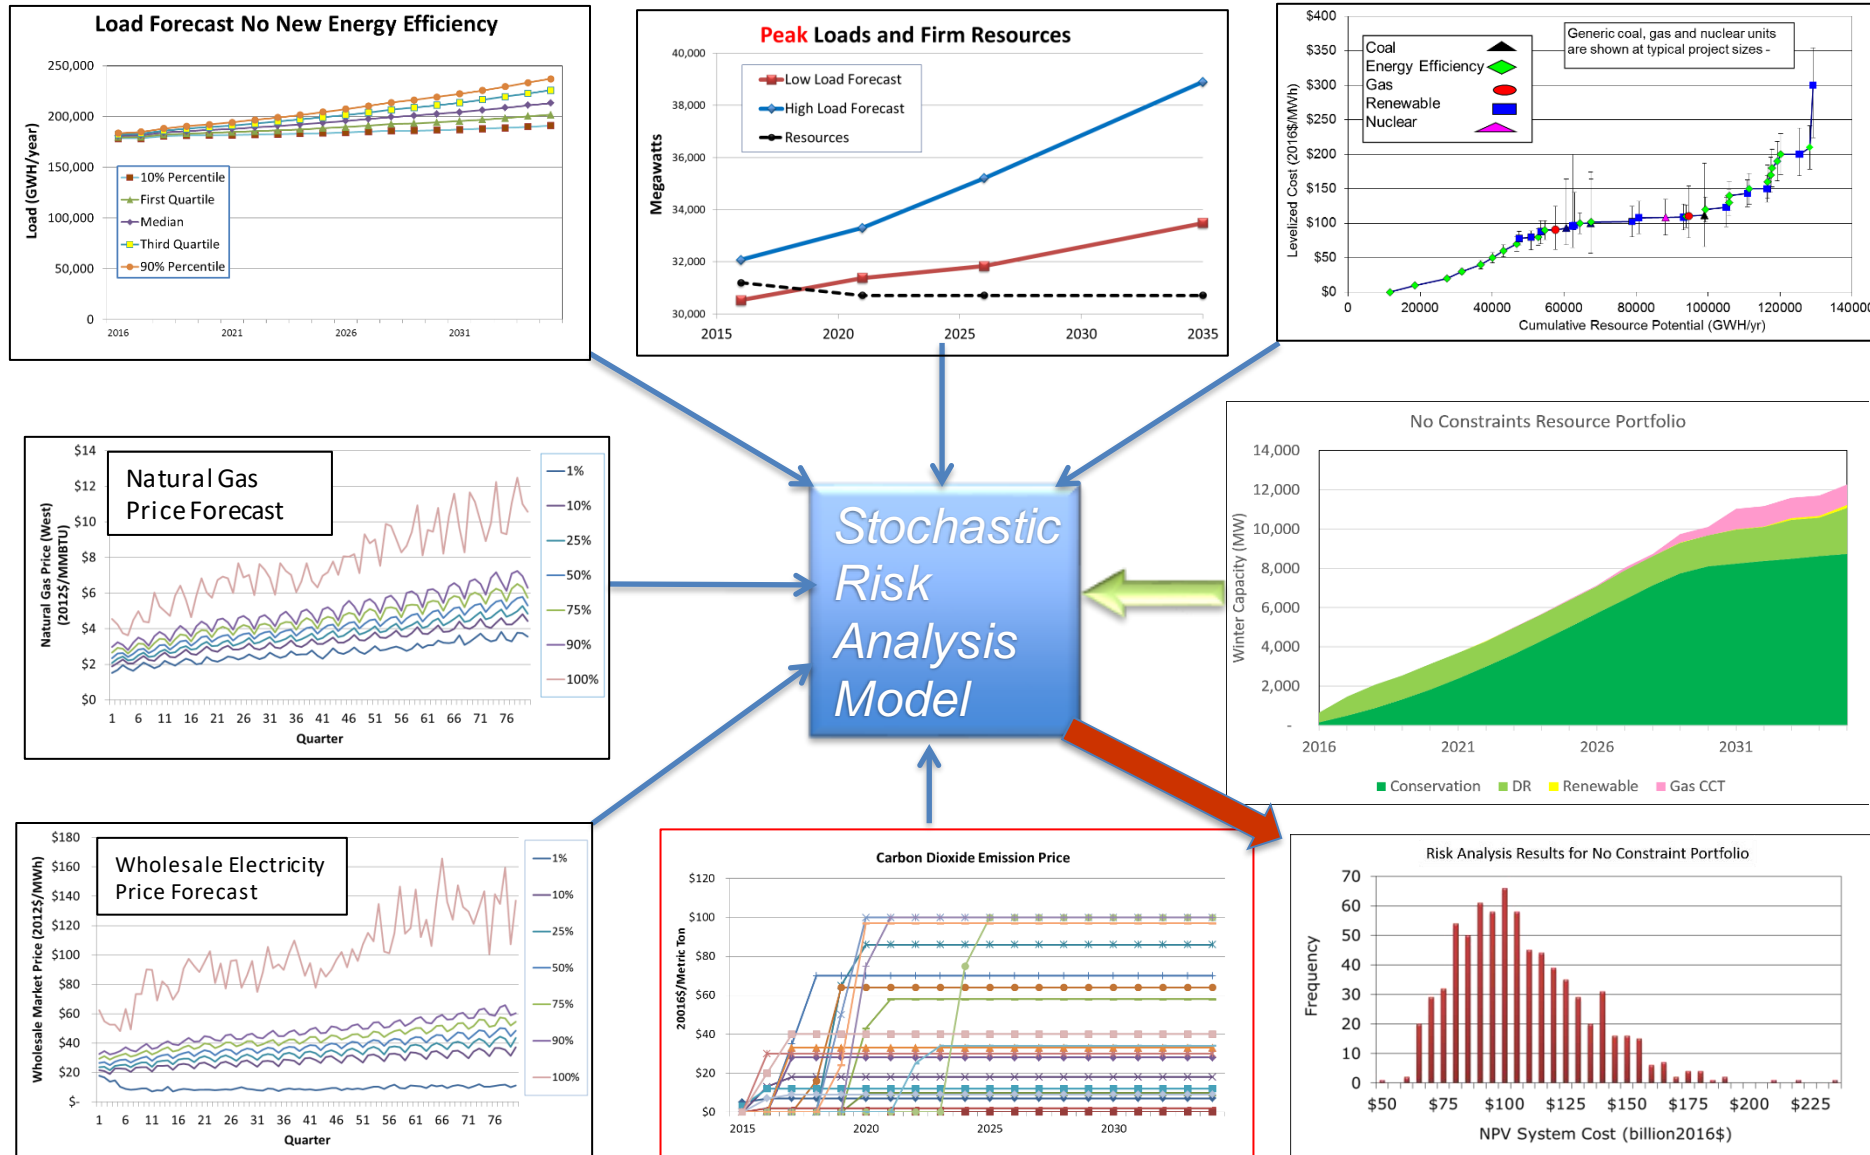 Load Forecast No New Energy Efficiency
Load (GWH/year)
250,000
200,000
150,000
100,000
50,000
0
10% Percentile
First Quartile
Median
Third Quartile
90% Percentile
2016
2021
2026
2031
Peak Loads and Firm Resources
Megawatts
40,000
38,000
36,000
34,000
32,000
30,000
Low Load Forecast
High Load Forecast
Resources
2015
2020
2025
2030
2035
Levelized Cost (2016$/MWh)
$400
$350
$300
$250
$200
$150
$100
$50
$0
Coal
Energy Efficiency
Gas
Renewable
Nuclear
Generic coal, gas and nuclear units
are shown at typical project sizes -
0
20000
40000
60000
80000
100000
120000
140000
Cumulative Resource Potential (GWH/yr)
Natural Gas
Price Forecast
Natural Gas Price (West)
(2012$/MMBTU)
$14
$12
$10
$8
$6
$4
$2
$0
1 6 11 16 21 26 31 36 41 46 51 56 61 66 71 76
Quarter
1%
10%
25%
50%
75%
90%
100%
Stochastic
Risk
Analysis
Model
No Constraints Resource Portfolio
Winter Capacity (MW)
14,000
12,000
10,000
8,000
6,000
4,000
2,000
-
2016
2021
2026
2031
Conservation
DR
Renewable
Gas CCT
Wholesale Electricity
Price Forecast
Wholesale Market Price (2012$/MWh)
$180
$160
$140
$120
$100
$80
$60
$40
$20
$-
1 6 11 16 21 26 31 36 41 46 51 56 61 66 71 76
Quarter
1%
10%
25%
50%
75%
90%
100%
Carbon Dioxide Emission Price
20016$/Metric Ton
$120
$100
$80
$60
$40
$20
$0
2015
2020
2025
2030
Risk Analysis Results for No Constraint Portfolio
Frequency
70
60
50
40
30
20
10
0
$50 $75 $100 $125 $150 $175 $200 $225
NPV System Cost (billion2016$)